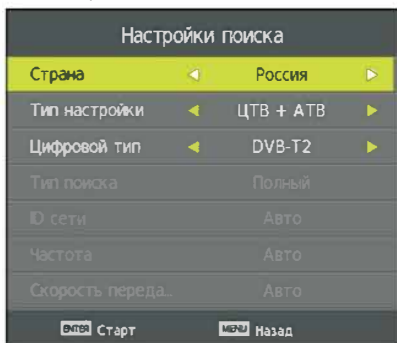 Настройки поиска
Страна Россия
Тип настройки ЦТВ + АТВ
Цифровой тип DVB-T2
Тип поиска Полный
ID сети Авто
Частота Авто
Скорость переда..
Авто
ENTER Старт MENU Назад